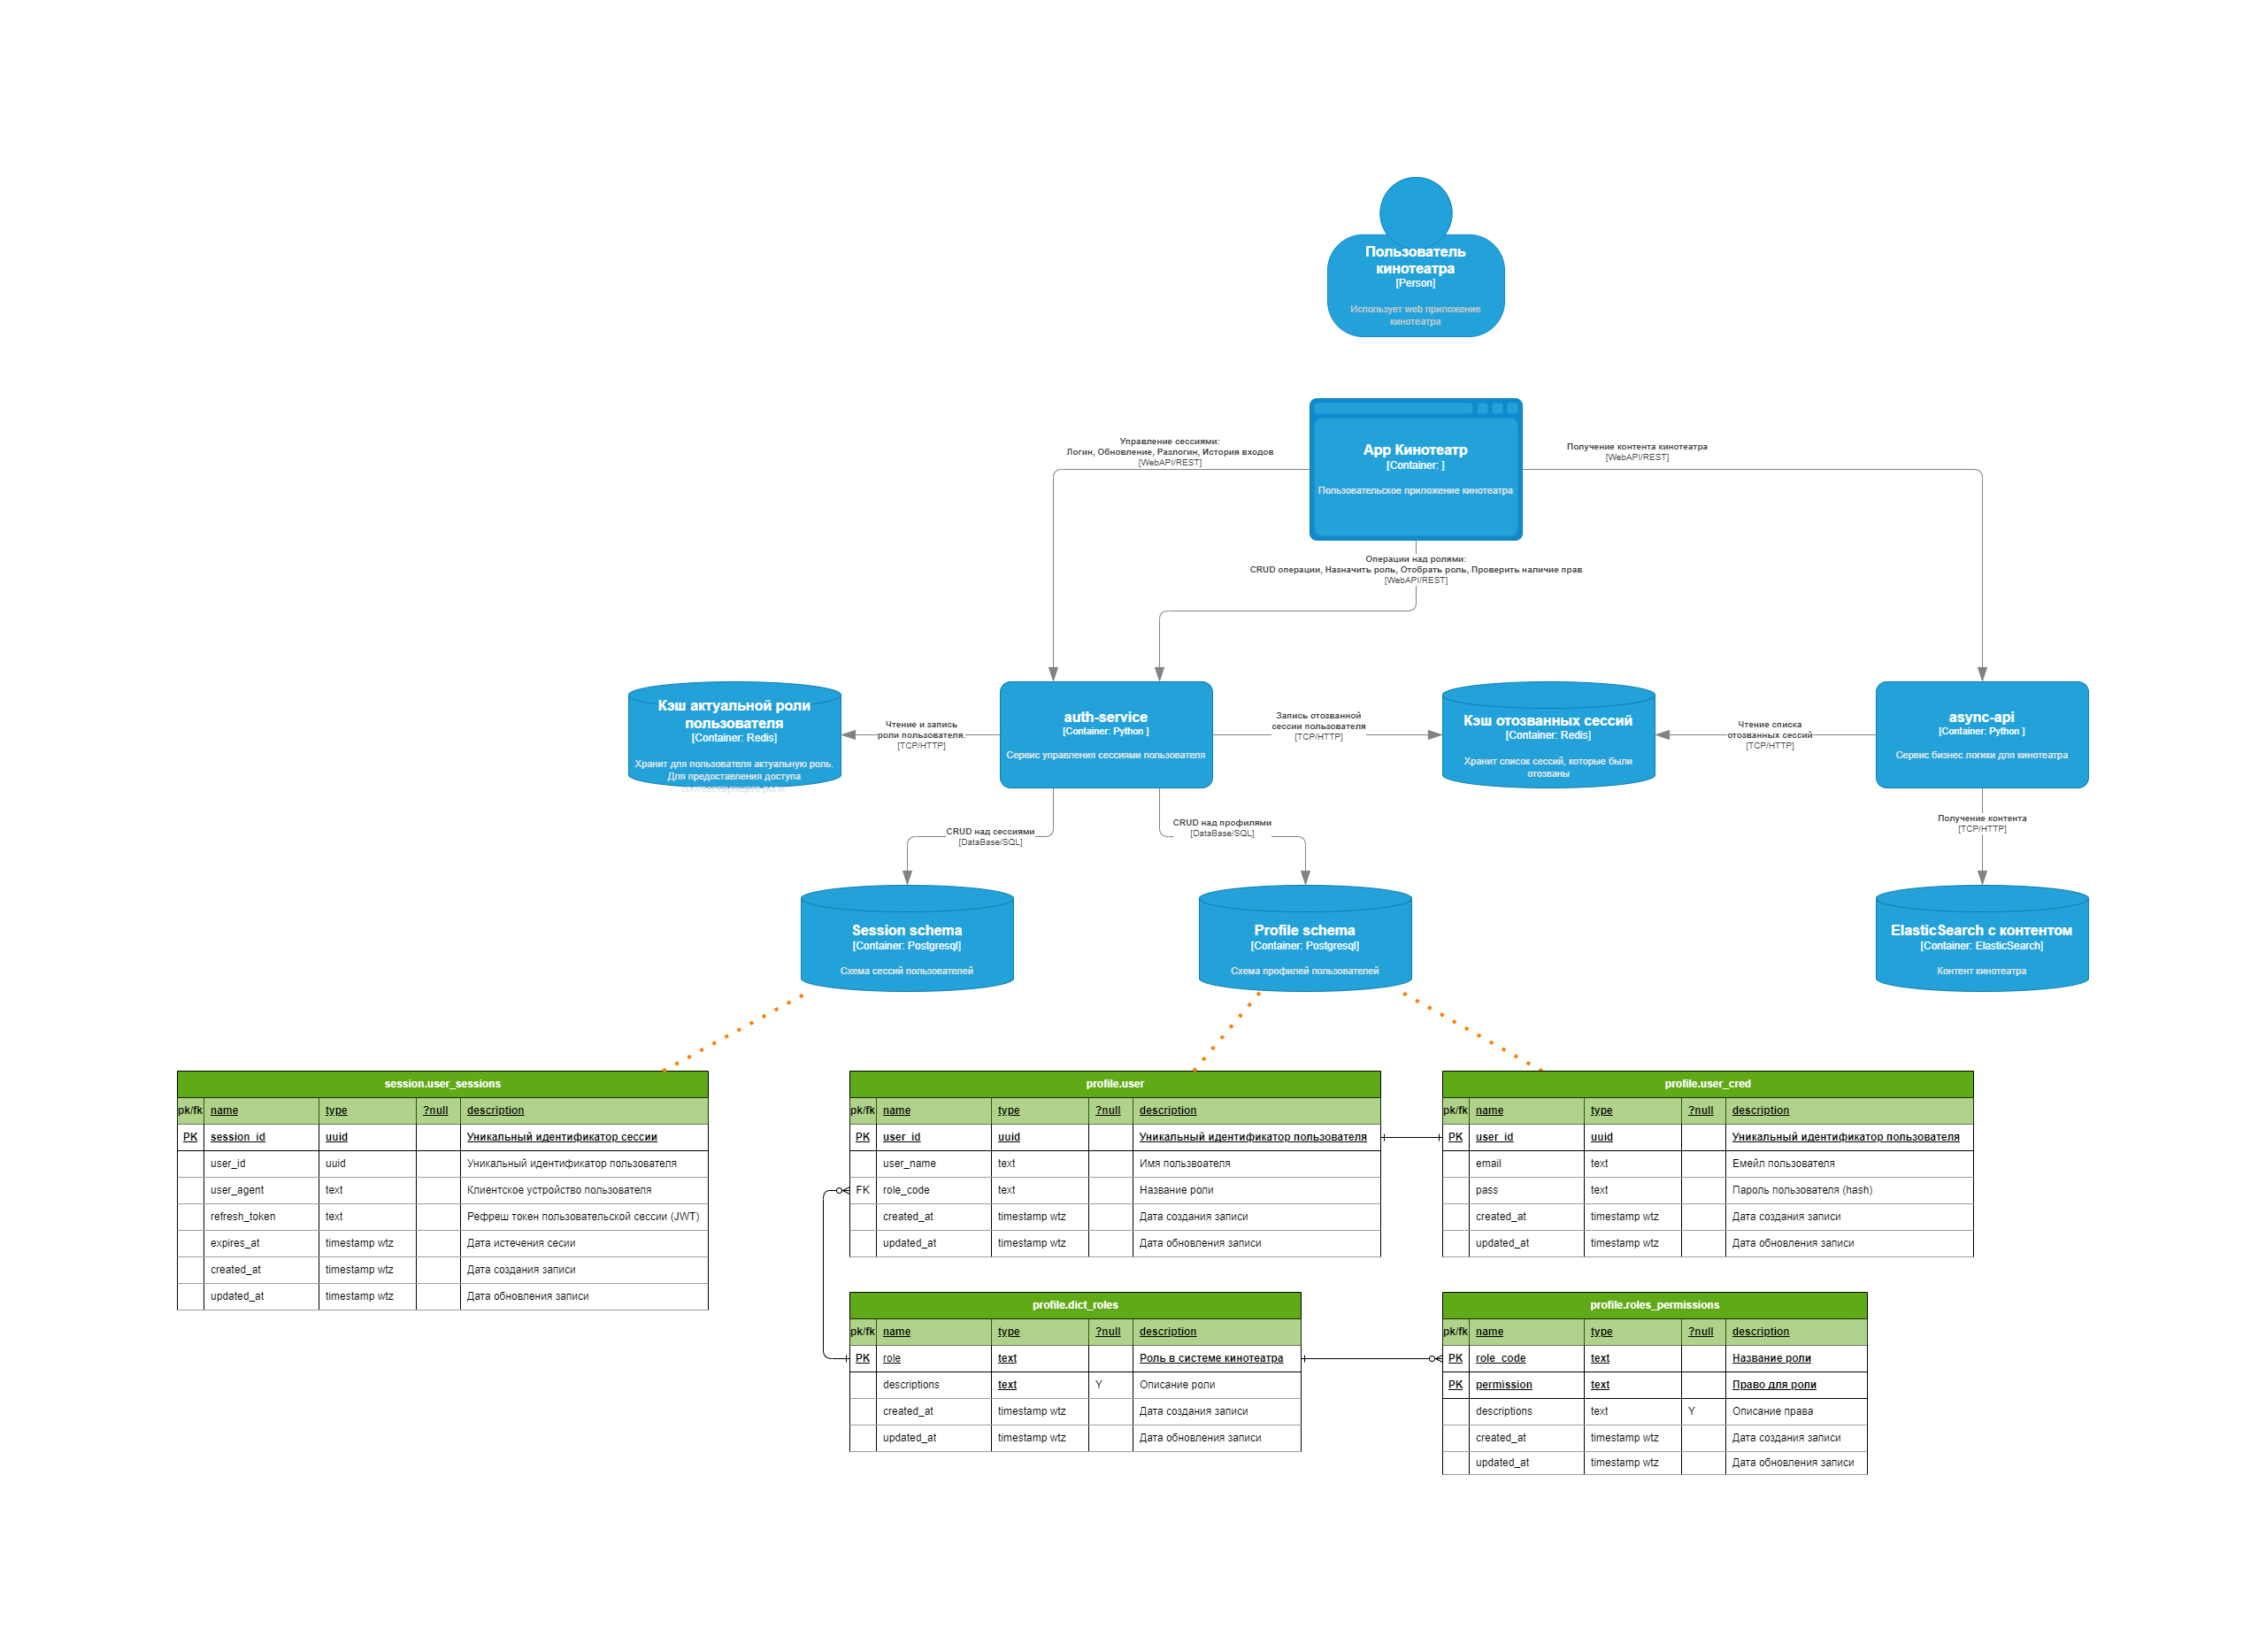 Пользователь
кинотеатра
[Person]
Использует web приложение
кинотеатра
App Кинотеатр
[Container: ]
Пользовательское приложение кинотеатра
Управление сессиями:
Логин, Обновление, Разлогин, История входов
[WebAPI/REST]
Получение контента кинотеатра
[WebAPI/REST]
Операции над ролями:
CRUD операции, Назначить роль, Отобрать роль, Проверить наличие прав
[WebAPI/REST]
Кэш актуальной роли
пользователя
[Container: Redis]
Хранит для пользователя актуальную роль.
Для предоставления доступа
Чтение и запись
роли пользователя.
[TCP/HTTP]
auth-service
[Container: Python ]
Сервис управления сессиями пользователя
Запись отозванной
сессии пользователя
[TCP/HTTP]
Кэш отозванных сессий
[Container: Redis]
Хранит список сессий, которые были
отозваны
Чтение списка
отозванных сессий
[TCP/HTTP]
async-api
[Container: Python ]
Сервис бизнес логики для кинотеатра
CRUD над сессиями
[DataBase/SQL]
CRUD над профилями
[DataBase/SQL]
Получение контента
[TCP/HTTP]
Session schema
[Container: Postgresql]
Схема сессий пользователей
Profile schema
[Container: Postgresql]
Схема профилей пользователей
ElasticSearch с контентом
[Container: ElasticSearch]
Контент кинотеатра
session.user_sessions
pk/fk name type ?null description
PK session_id uuid Уникальный идентификатор сессии
user_id uuid Уникальный идентификатор пользователя
user_agent text Клиентское устройство пользователя
refresh_token text Рефреш токен пользовательской сессии (JWT)
expires_at timestamp wtz Дата истечения сесии
created_at timestamp wtz Дата создания записи
updated_at timestamp wtz Дата обновления записи
profile.user
pk/fk name type ?null description
PK user_id uuid Уникальный идентификатор пользователя
user_name text Имя пользвоателя
FK role_code text Название роли
created_at timestamp wtz Дата создания записи
updated_at timestamp wtz Дата обновления записи
profile.user_cred
pk/fk name type ?null description
PK user_id uuid Уникальный идентификатор пользователя
email text Емейл пользователя
pass text Пароль пользователя (hash)
created_at timestamp wtz Дата создания записи
updated_at timestamp wtz Дата обновления записи
profile.dict_roles
pk/fk name type ?null description
PK role text Роль в системе кинотеатра
descriptions text Y Описание роли
created_at timestamp wtz Дата создания записи
updated_at timestamp wtz Дата обновления записи
profile.roles_permissions
pk/fk name type ?null description
PK role_code text Название роли
PK permission text Право для роли
descriptions text Y Описание права
created_at timestamp wtz Дата создания записи
updated_at timestamp wtz Дата обновления записи